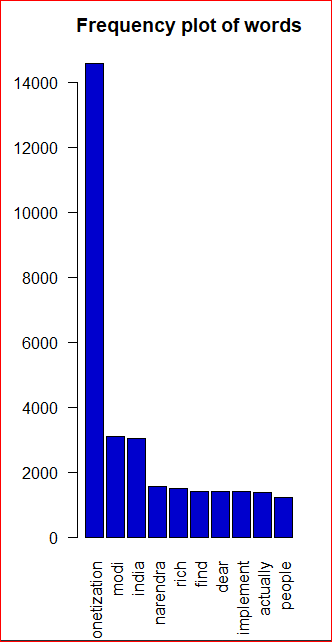 Frequency plot of words
14000
12000
10000
8000
6000
4000
2000
0
onetization
modi
india
narendra
rich
find
dear
implement
actually
people